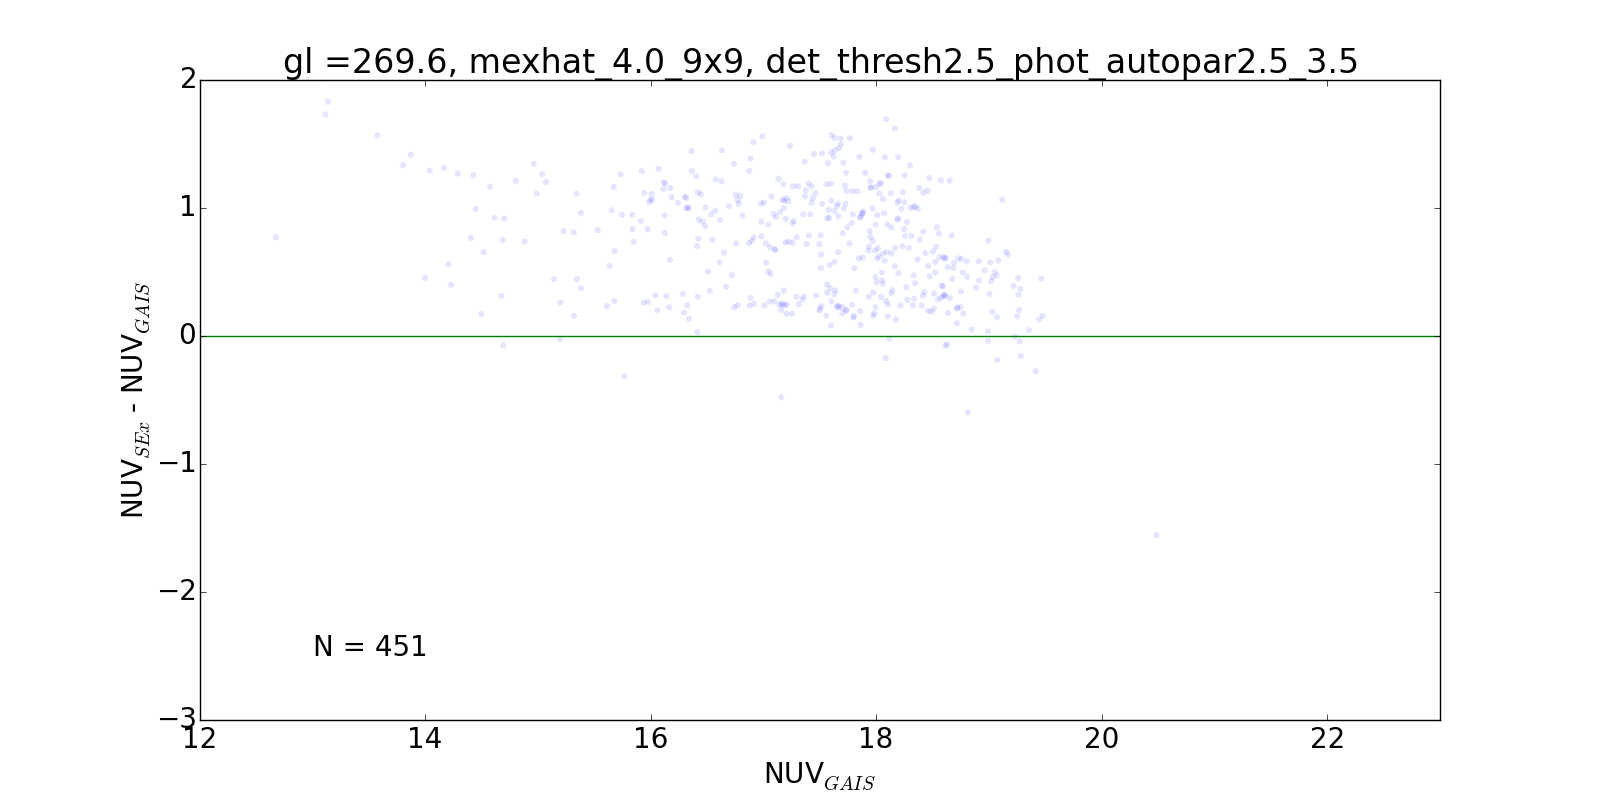 gl =269.6, mexhat_4.0_9x9, det_thresh2.5_phot_autopar2.5_3.5
2
1
0
−1
−2
−3
NUV_SEx - NUV_GAIS
N = 451
12 14 16 18 20 22
NUV_GAIS